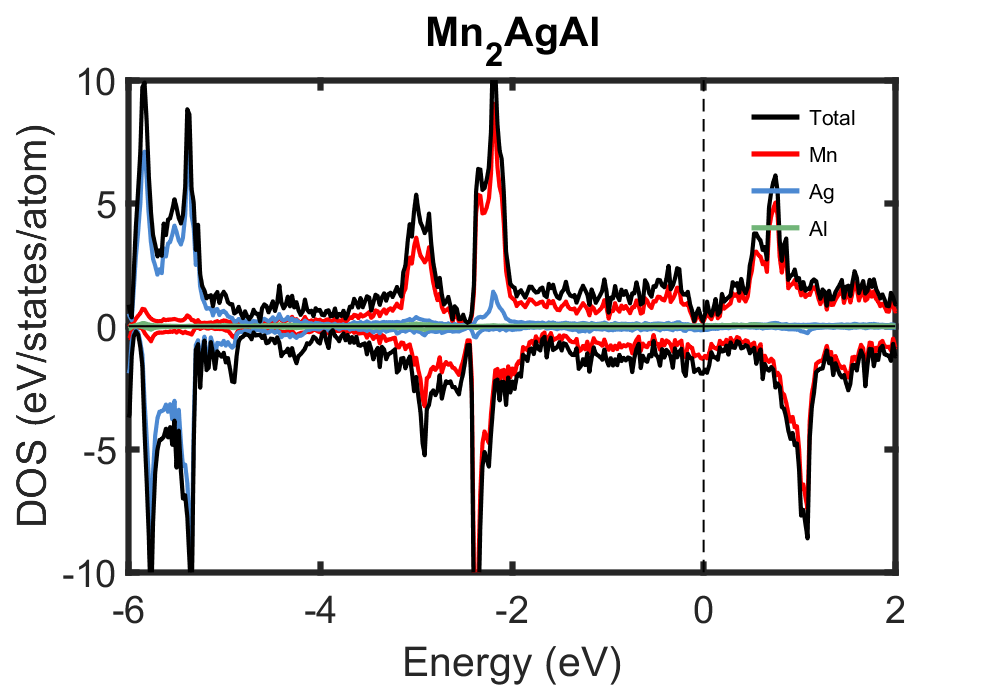 Mn₂AgAl
10
5
0
-5
-10
DOS (eV/states/atom)
Total
Mn
Ag
Al
-6 -4 -2 0 2
Energy (eV)